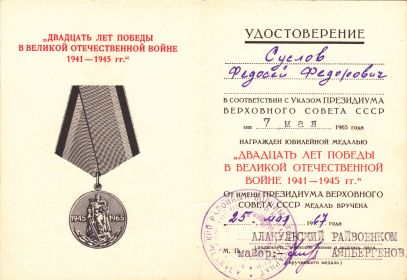 „ДВАДЦАТЬ ЛЕТ ПОБЕДЫ
В ВЕЛИКОЙ ОТЕЧЕСТВЕННОЙ ВОЙНЕ
1941—1945 гг.“
1945 1965
УДОСТОВЕРЕНИЕ
Суслов
Федосий Федорович
В СООТВЕТСТВИИ С УКАЗОМ ПРЕЗИДИУМА
ВЕРХОВНОГО СОВЕТА СССР
от 7 мая 1965 года
НАГРАЖДЕН ЮБИЛЕЙНОЙ МЕДАЛЬЮ
„ДВАДЦАТЬ ЛЕТ ПОБЕДЫ
В ВЕЛИКОЙ ОТЕЧЕСТВЕННОЙ
ВОЙНЕ 1941—1945 гг.“
ОТ ИМЕНИ ПРЕЗИДИУМА ВЕРХОВНОГО
СОВЕТА СССР МЕДАЛЬ ВРУЧЕНА
25 мая 1967 года
АЛАКУЛЬСКИЙ РАЙВОЕНКОМ
М. П. майор:- АМПБЕРГЕНОВ